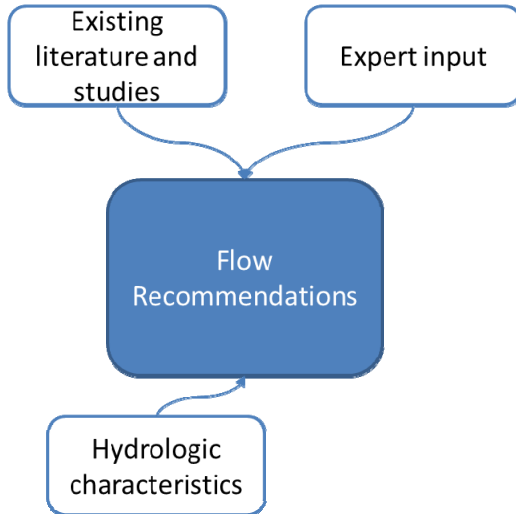 Existing
literature and
studies
Expert input
Flow
Recommendations
Hydrologic
characteristics